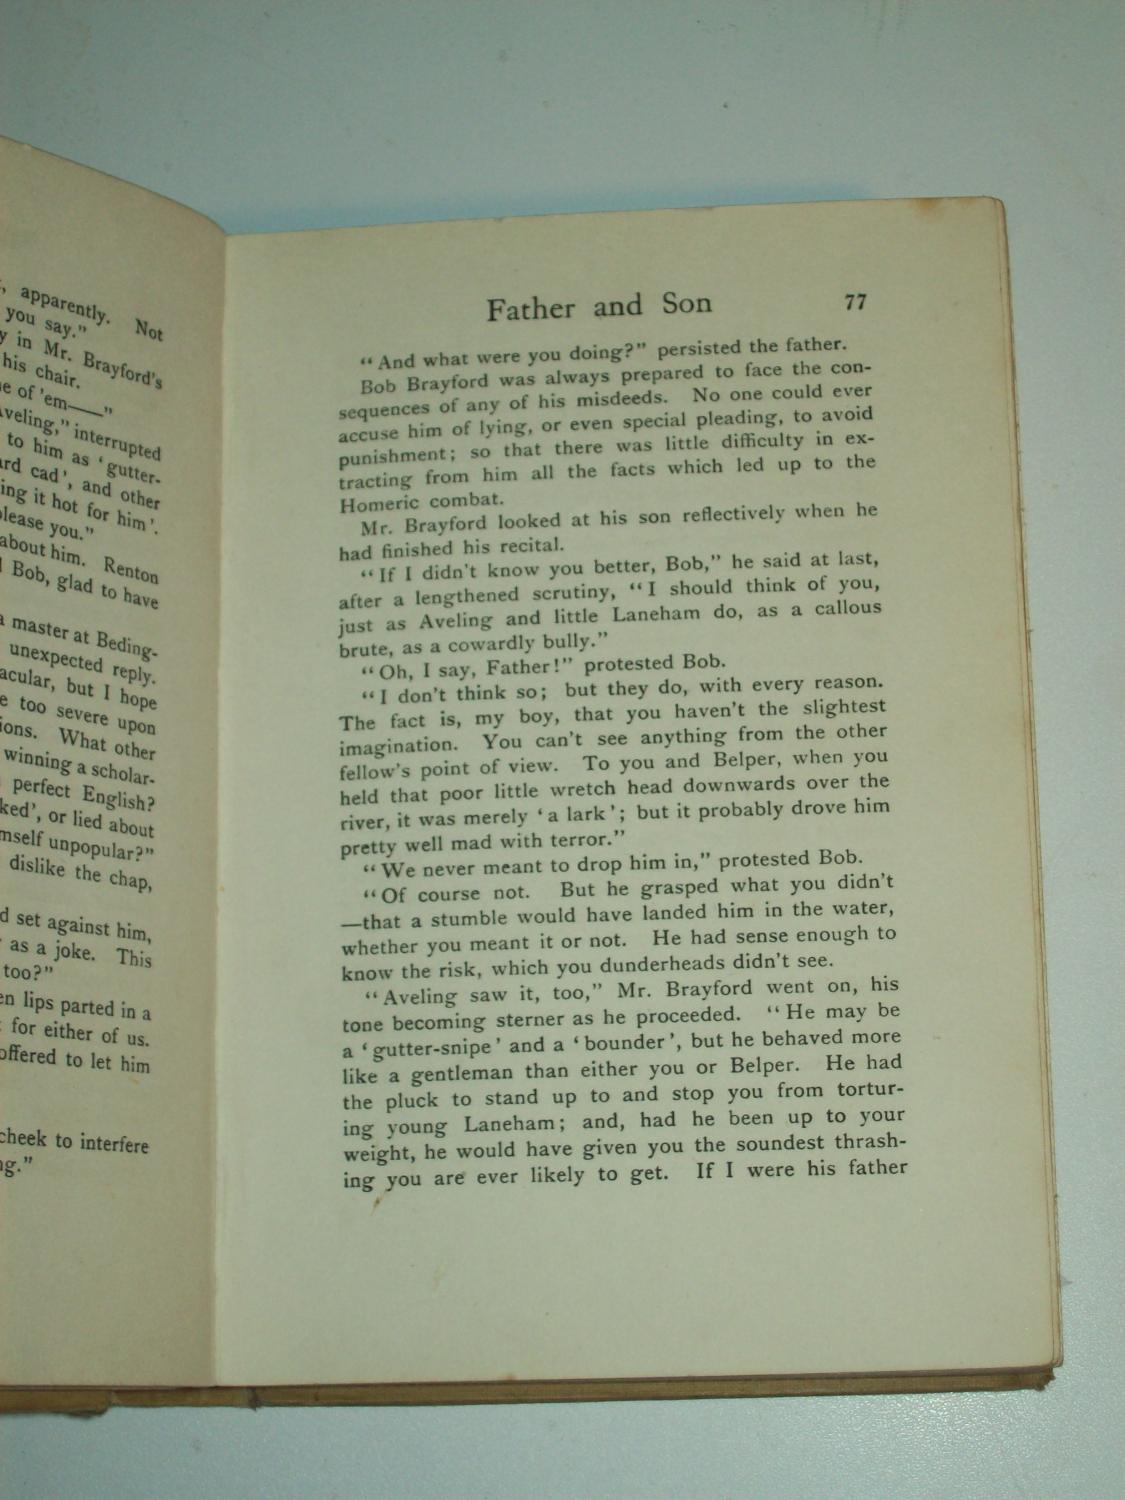 , apparently. Not
you say."
in Mr. Brayford's
his chair.
of 'em——"
interrupted
to him as 'gutter-
cad', and other
it hot for him'.
you."
about him. Renton
Bob, glad to have
master at Beding-
unexpected reply.
but I hope
too severe upon
What other
winning a scholar-
perfect English?
or lied about
unpopular?"
dislike the chap,
set against him,
as a joke. This
too?"
lips parted in a
for either of us.
offered to let him
cheek to interfere
Father and Son 77
"And what were you doing?" persisted the father.
Bob Brayford was always prepared to face the con-
sequences of any of his misdeeds. No one could ever
accuse him of lying, or even special pleading, to avoid
punishment; so that there was little difficulty in ex-
tracting from him all the facts which led up to the
Homeric combat.
Mr. Brayford looked at his son reflectively when he
had finished his recital.
"If I didn't know you better, Bob," he said at last,
after a lengthened scrutiny, "I should think of you,
just as Aveling and little Laneham do, as a callous
brute, as a cowardly bully."
"Oh, I say, Father!" protested Bob.
"I don't think so; but they do, with every reason.
The fact is, my boy, that you haven't the slightest
imagination. You can't see anything from the other
fellow's point of view. To you and Belper, when you
held that poor little wretch head downwards over the
river, it was merely 'a lark'; but it probably drove him
pretty well mad with terror."
"We never meant to drop him in," protested Bob.
"Of course not. But he grasped what you didn't
—that a stumble would have landed him in the water,
whether you meant it or not. He had sense enough to
know the risk, which you dunderheads didn't see.
"Aveling saw it, too," Mr. Brayford went on, his
tone becoming sterner as he proceeded. "He may be
a 'gutter-snipe' and a 'bounder', but he behaved more
like a gentleman than either you or Belper. He had
the pluck to stand up to and stop you from tortur-
ing young Laneham; and, had he been up to your
weight, he would have given you the soundest thrash-
ing you are ever likely to get. If I were his father